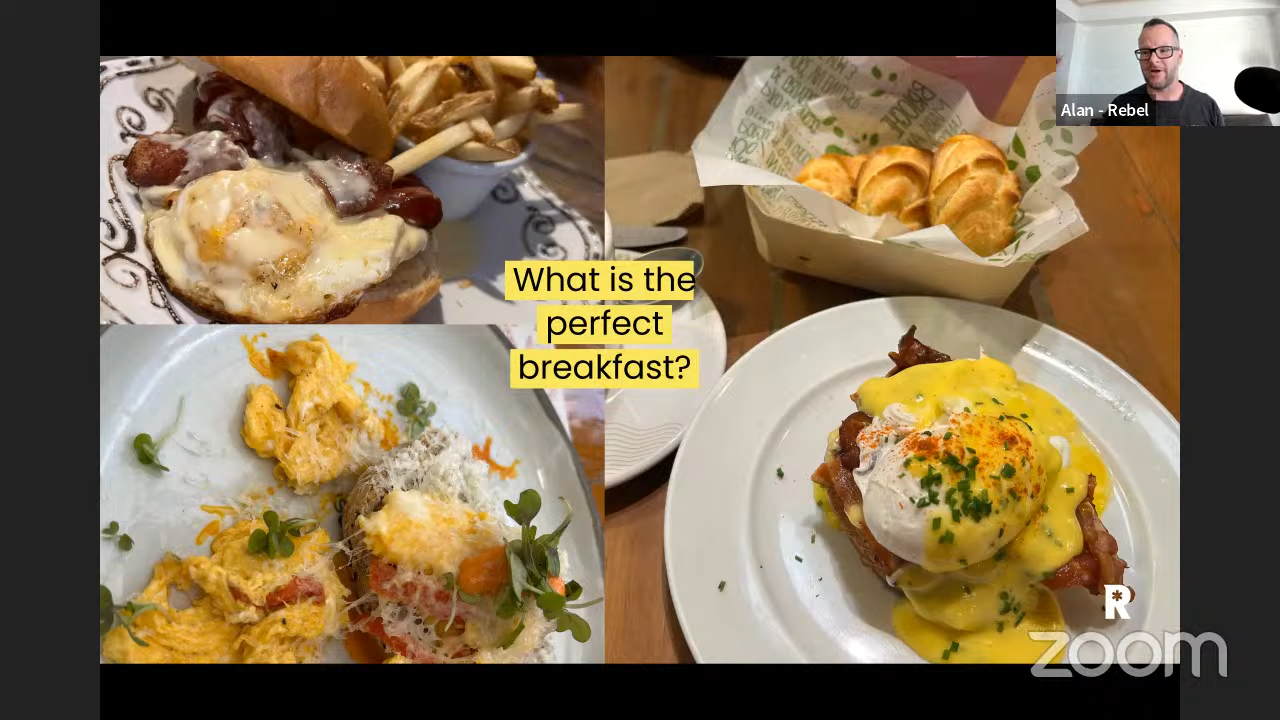 Alan - Rebel
What is the
perfect
breakfast?
R
zoom